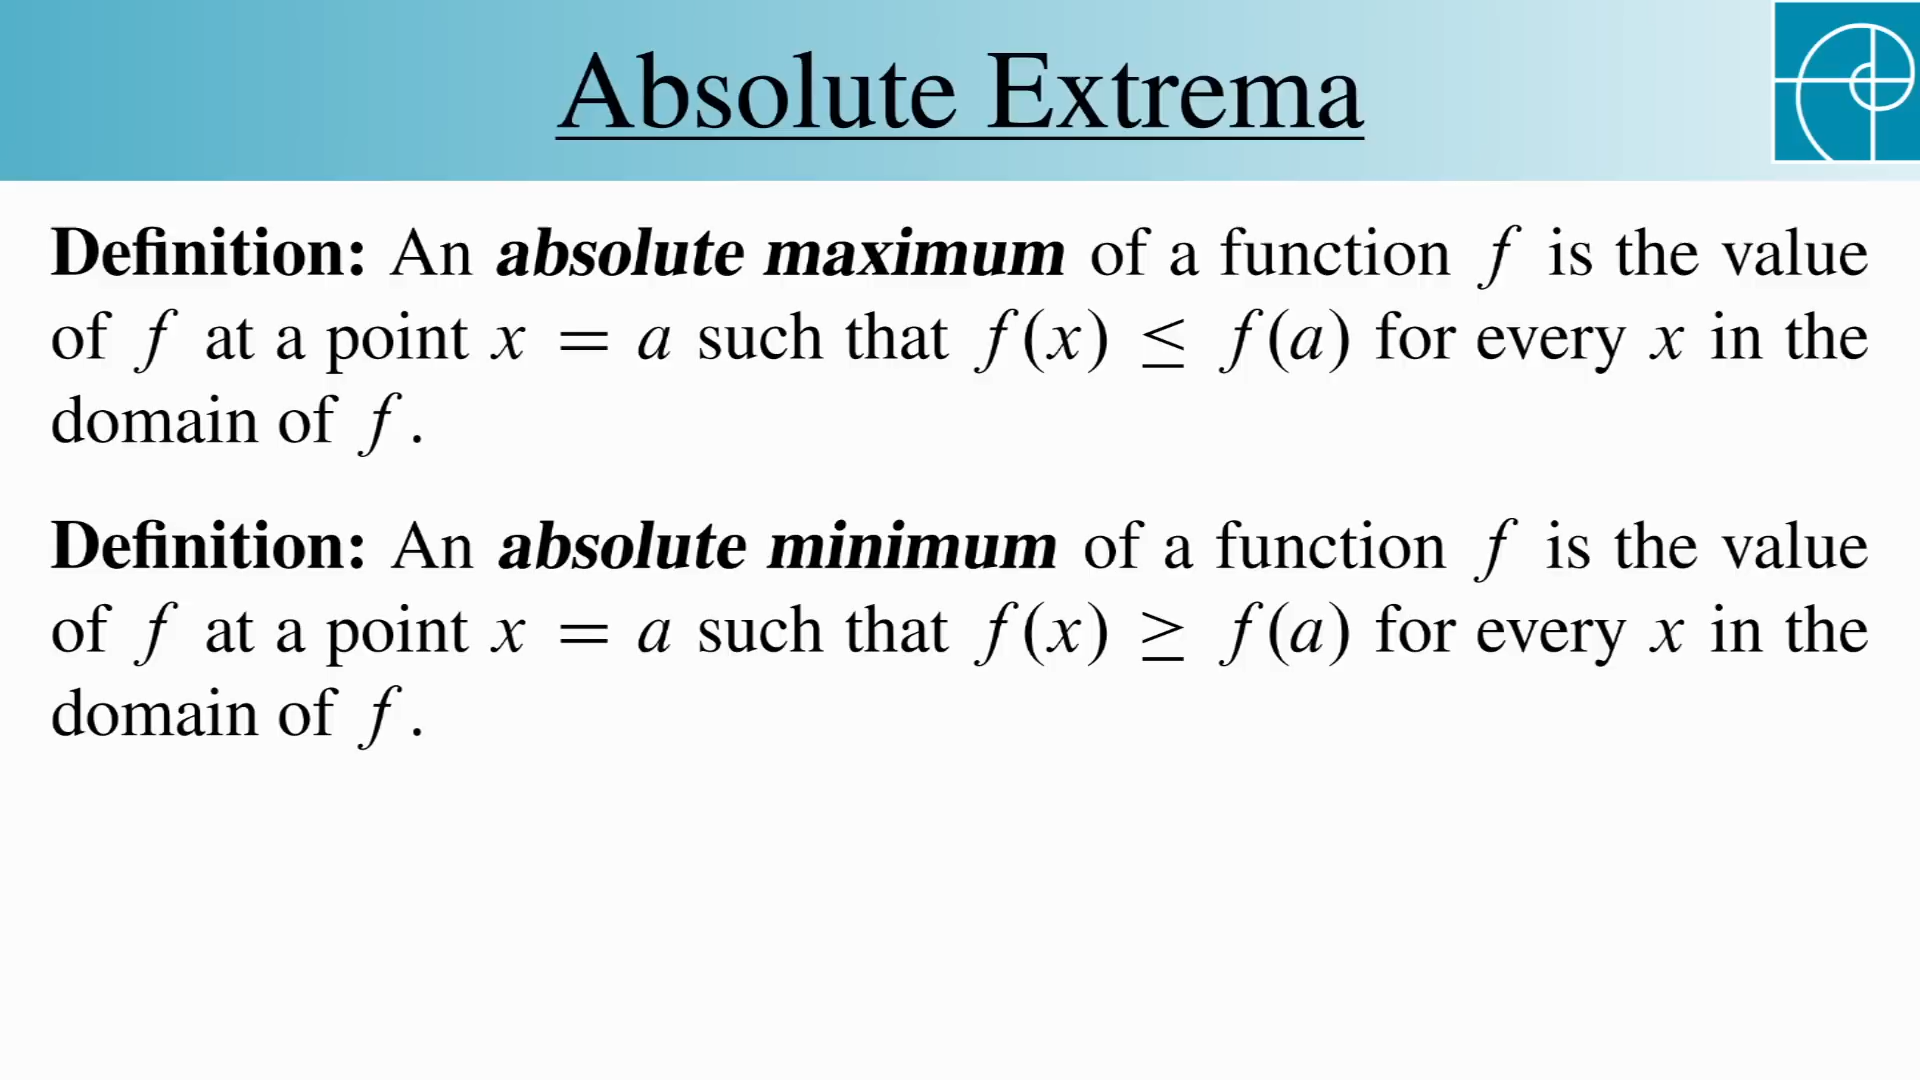 Absolute Extrema
Definition: An absolute maximum of a function f is the value
of f at a point x = a such that f(x) ≤ f(a) for every x in the
domain of f.
Definition: An absolute minimum of a function f is the value
of f at a point x = a such that f(x) ≥ f(a) for every x in the
domain of f.